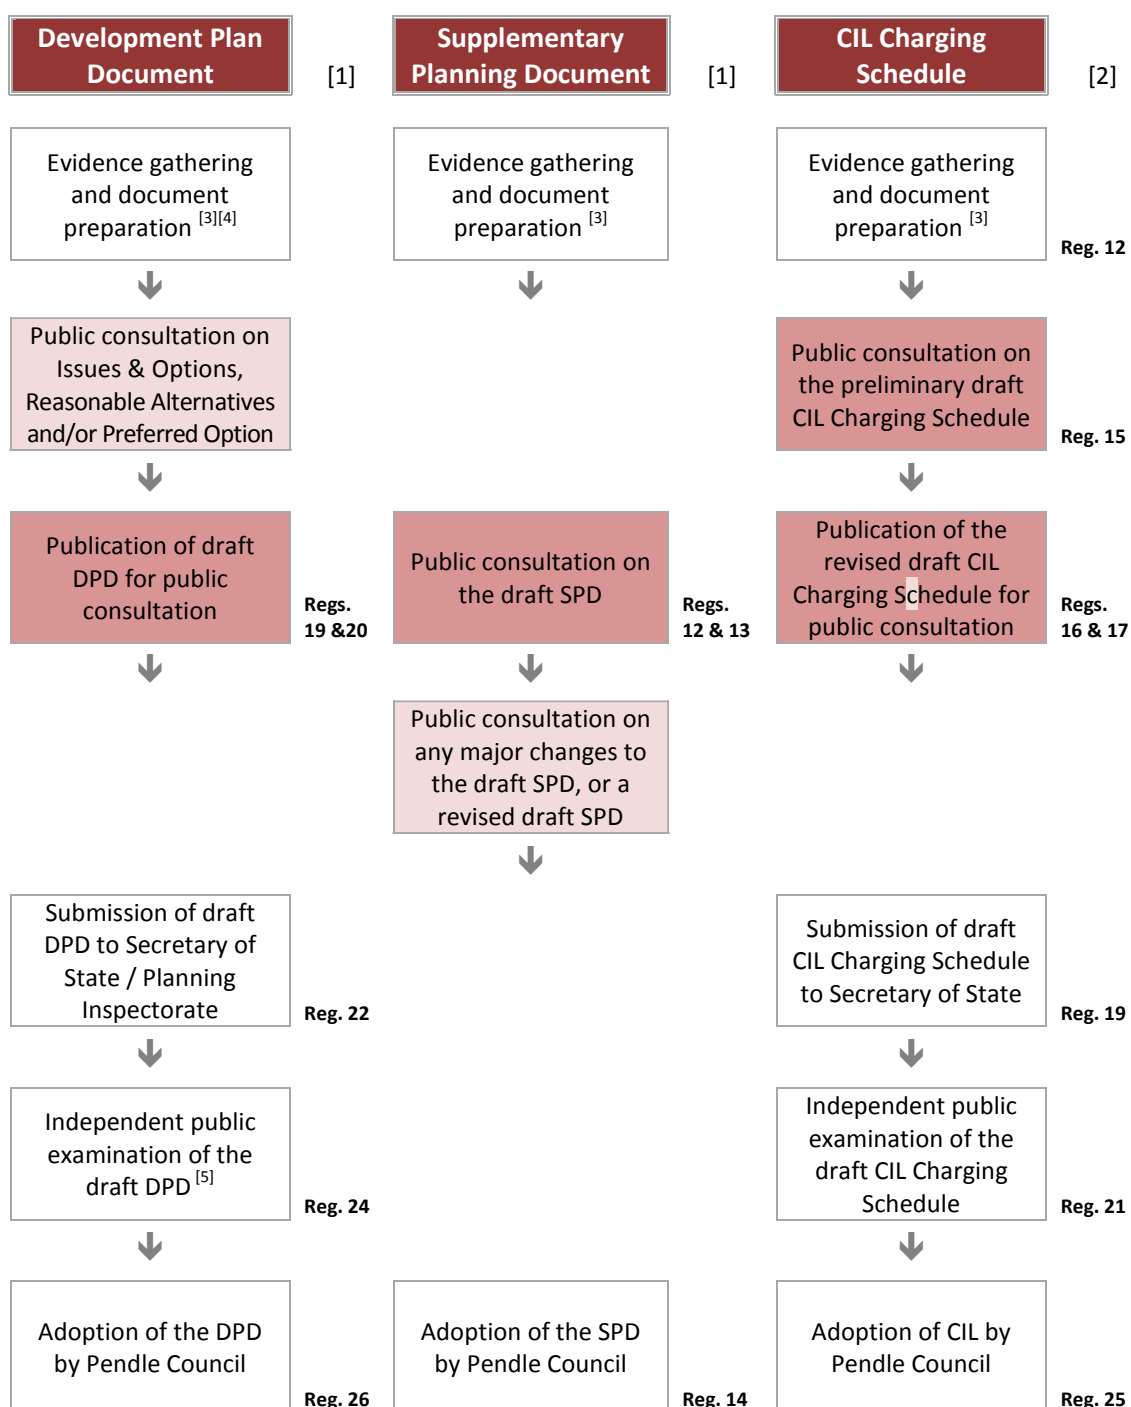 Development Plan
Document
[1]
Supplementary
Planning Document
[1]
CIL Charging
Schedule
[2]
Evidence gathering
and document
preparation [3][4]
Evidence gathering
and document
preparation [3]
Evidence gathering
and document
preparation [3]
Reg. 12
Public consultation on
Issues & Options,
Reasonable Alternatives
and/or Preferred Option
Public consultation on
the preliminary draft
CIL Charging Schedule
Reg. 15
Publication of draft
DPD for public
consultation
Regs.
19 &20
Public consultation on
the draft SPD
Regs.
12 & 13
Publication of the
revised draft CIL
Charging Schedule for
public consultation
Regs.
16 & 17
Public consultation on
any major changes to
the draft SPD, or a
revised draft SPD
Submission of draft
DPD to Secretary of
State / Planning
Inspectorate
Reg. 22
Submission of draft
CIL Charging Schedule
to Secretary of State
Reg. 19
Independent public
examination of the
draft DPD [5]
Reg. 24
Independent public
examination of the
draft CIL Charging
Schedule
Reg. 21
Adoption of the DPD
by Pendle Council
Reg. 26
Adoption of the SPD
by Pendle Council
Reg. 14
Adoption of CIL by
Pendle Council
Reg. 25